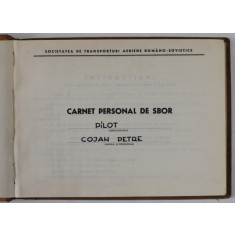 SOCIETATEA DE TRANSPORTURI AERIENE ROMÂNO-SOVIETICE
CARNET PERSONAL DE SBOR
PILOT
COJAN PETRE